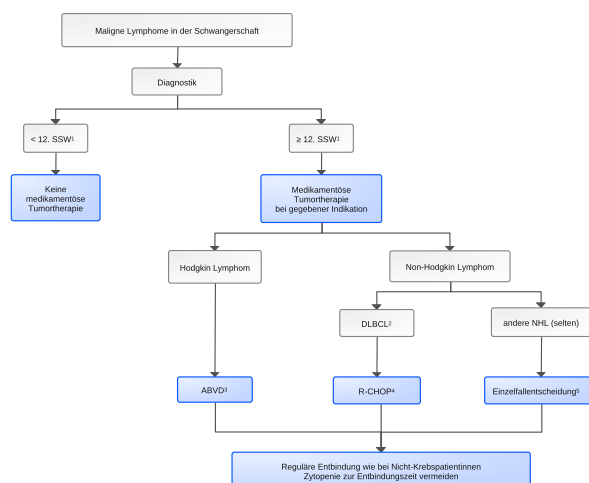 Maligne Lymphome in der Schwangerschaft
Diagnostik
< 12. SSW¹
≥ 12. SSW¹
Keine
medikamentöse
Tumortherapie
Medikamentöse
Tumortherapie
bei gegebener Indikation
Hodgkin Lymphom
Non-Hodgkin Lymphom
DLBCL²
andere NHL (selten)
ABVD³
R-CHOP⁴
Einzelfallentscheidung⁵
Reguläre Entbindung wie bei Nicht-Krebspatientinnen
Zytopenie zur Entbindungszeit vermeiden